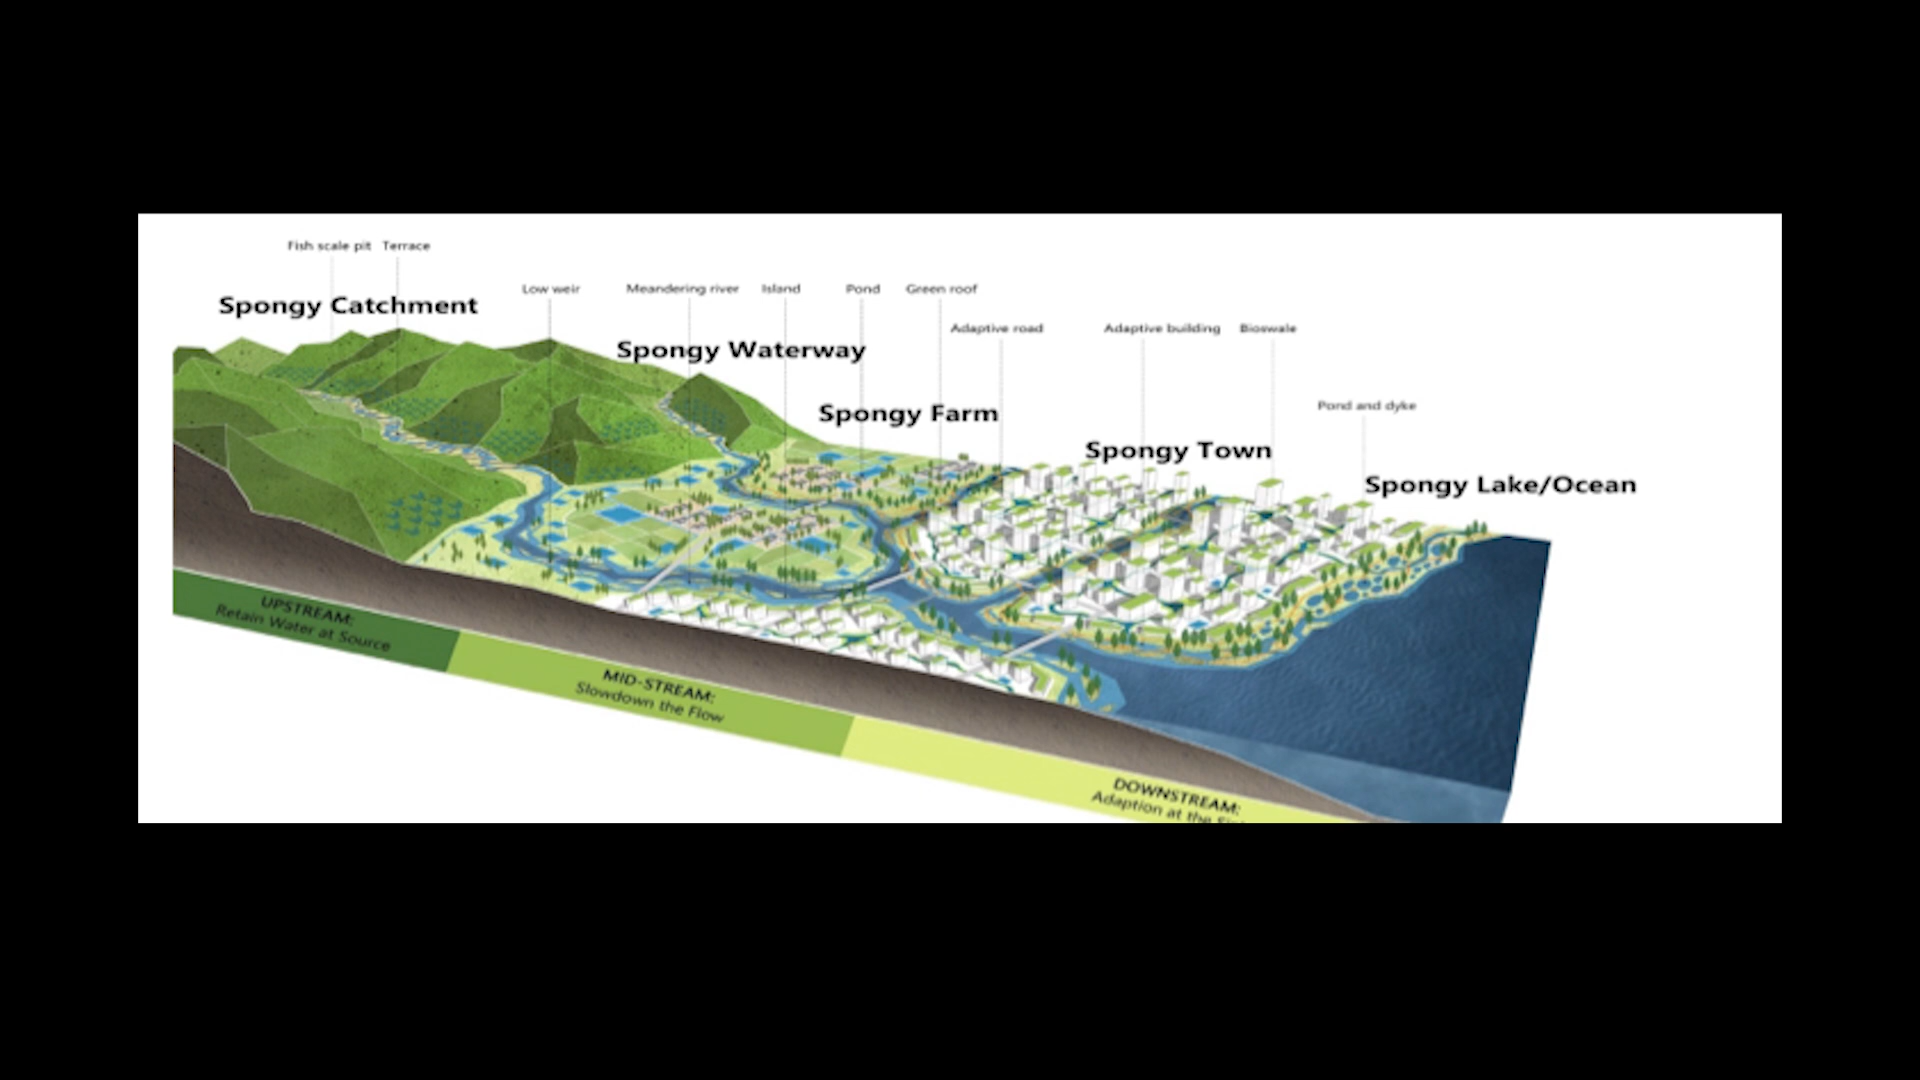 Fish scale pit Terrace
Spongy Catchment
Low weir Meandering river Island Pond Green roof
Adaptive road Adaptive building Bioswale
Spongy Waterway
Spongy Farm
Pond and dyke
Spongy Town
Spongy Lake/Ocean
UPSTREAM:
Retain Water at Source
MID-STREAM:
Slowdown the Flow
DOWNSTREAM:
Adaption at the